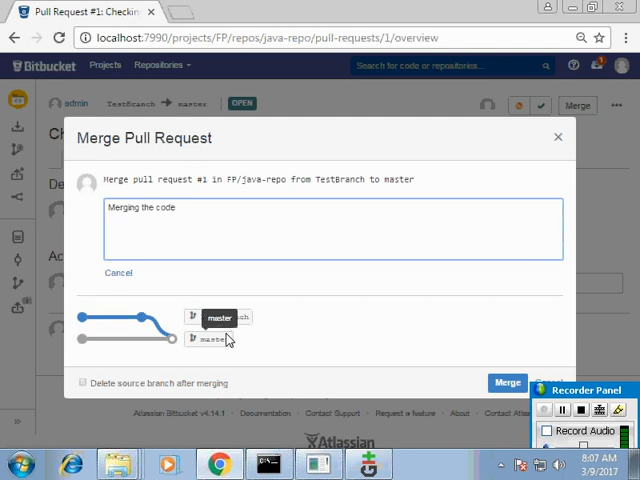 Pull Request #1: Checkin
localhost:7990/projects/FP/repos/java-repo/pull-requests/1/overview
Bitbucket Projects Repositories Search for code or repositories...
admin TestBranch master OPEN Merge
Merge Pull Request
Merge pull request #1 in FP/java-repo from TestBranch to master
Merging the code
Cancel
master
master
Delete source branch after merging Merge
Recorder Panel
Record Audio
Atlassian Bitbucket v4.14.1 Documentation Contact Support Request a feature About Contact Atlas
Atlassian
8:07 AM
3/9/2017